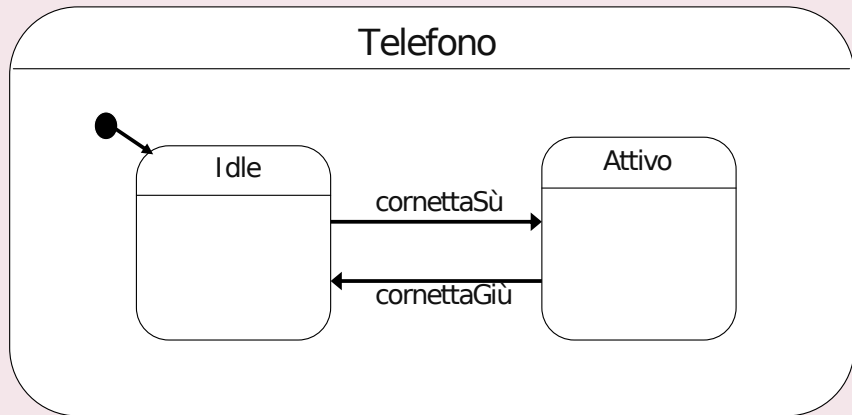 Telefono
Idle
Attivo
cornettaSù
cornettaGiù